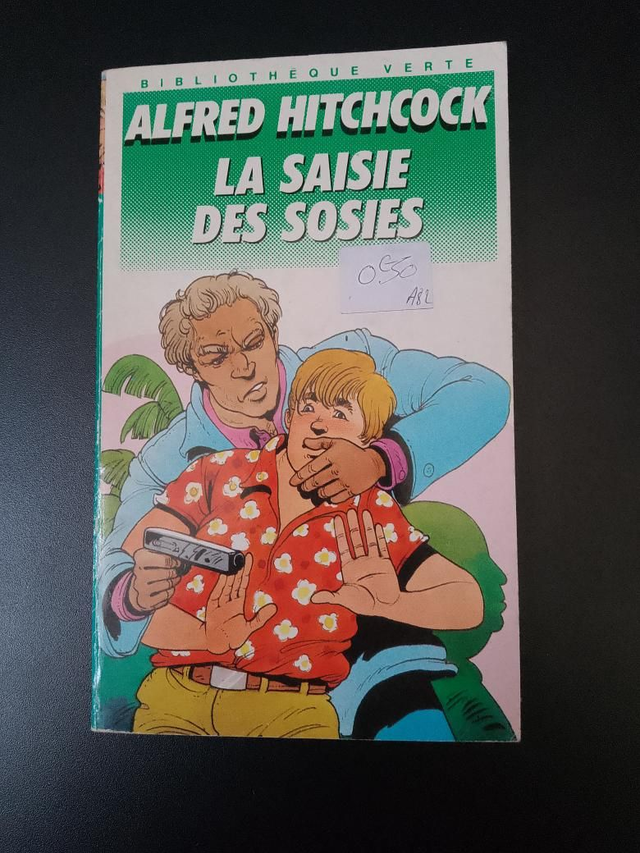 BIBLIOTHÈQUE VERTE
ALFRED HITCHCOCK
LA SAISIE
DES SOSIES
0€50
A82